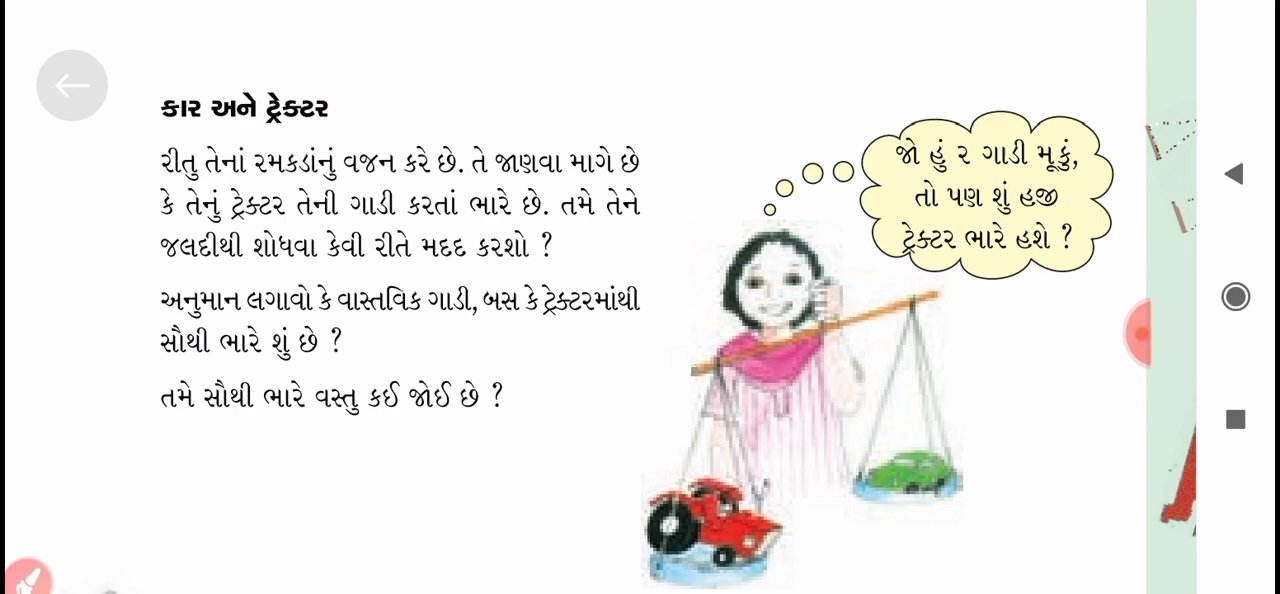 કાર અને ટ્રેક્ટર
રીતુ તેનાં રમકડાંનું વજન કરે છે. તે જાણવા માગે છે
કે તેનું ટ્રેક્ટર તેની ગાડી કરતાં ભારે છે. તમે તેને
જલદીથી શોધવા કેવી રીતે મદદ કરશો ?
અનુમાન લગાવો કે વાસ્તવિક ગાડી, બસ કે ટ્રેક્ટરમાંથી
સૌથી ભારે શું છે ?
તમે સૌથી ભારે વસ્તુ કઈ જોઈ છે ?
જો હું ૨ ગાડી મૂકું,
તો પણ શું હજી
ટ્રેક્ટર ભારે હશે ?